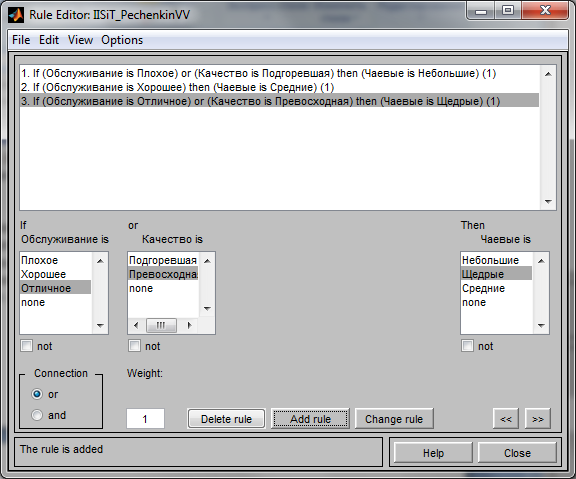 Rule Editor: IISiT_PechenkinVV
File Edit View Options
1. If (Обслуживание is Плохое) or (Качество is Подгоревшая) then (Чаевые is Небольшие) (1)
2. If (Обслуживание is Хорошее) then (Чаевые is Средние) (1)
3. If (Обслуживание is Отличное) or (Качество is Превосходная) then (Чаевые is Щедрые) (1)
If or Then
Обслуживание is Качество is Чаевые is
Плохое Подгоревшая Небольшие
Хорошее Превосходна Щедрые
Отличное none Средние
none none
not not not
Connection Weight:
or
and 1 Delete rule Add rule Change rule << >>
The rule is added Help Close